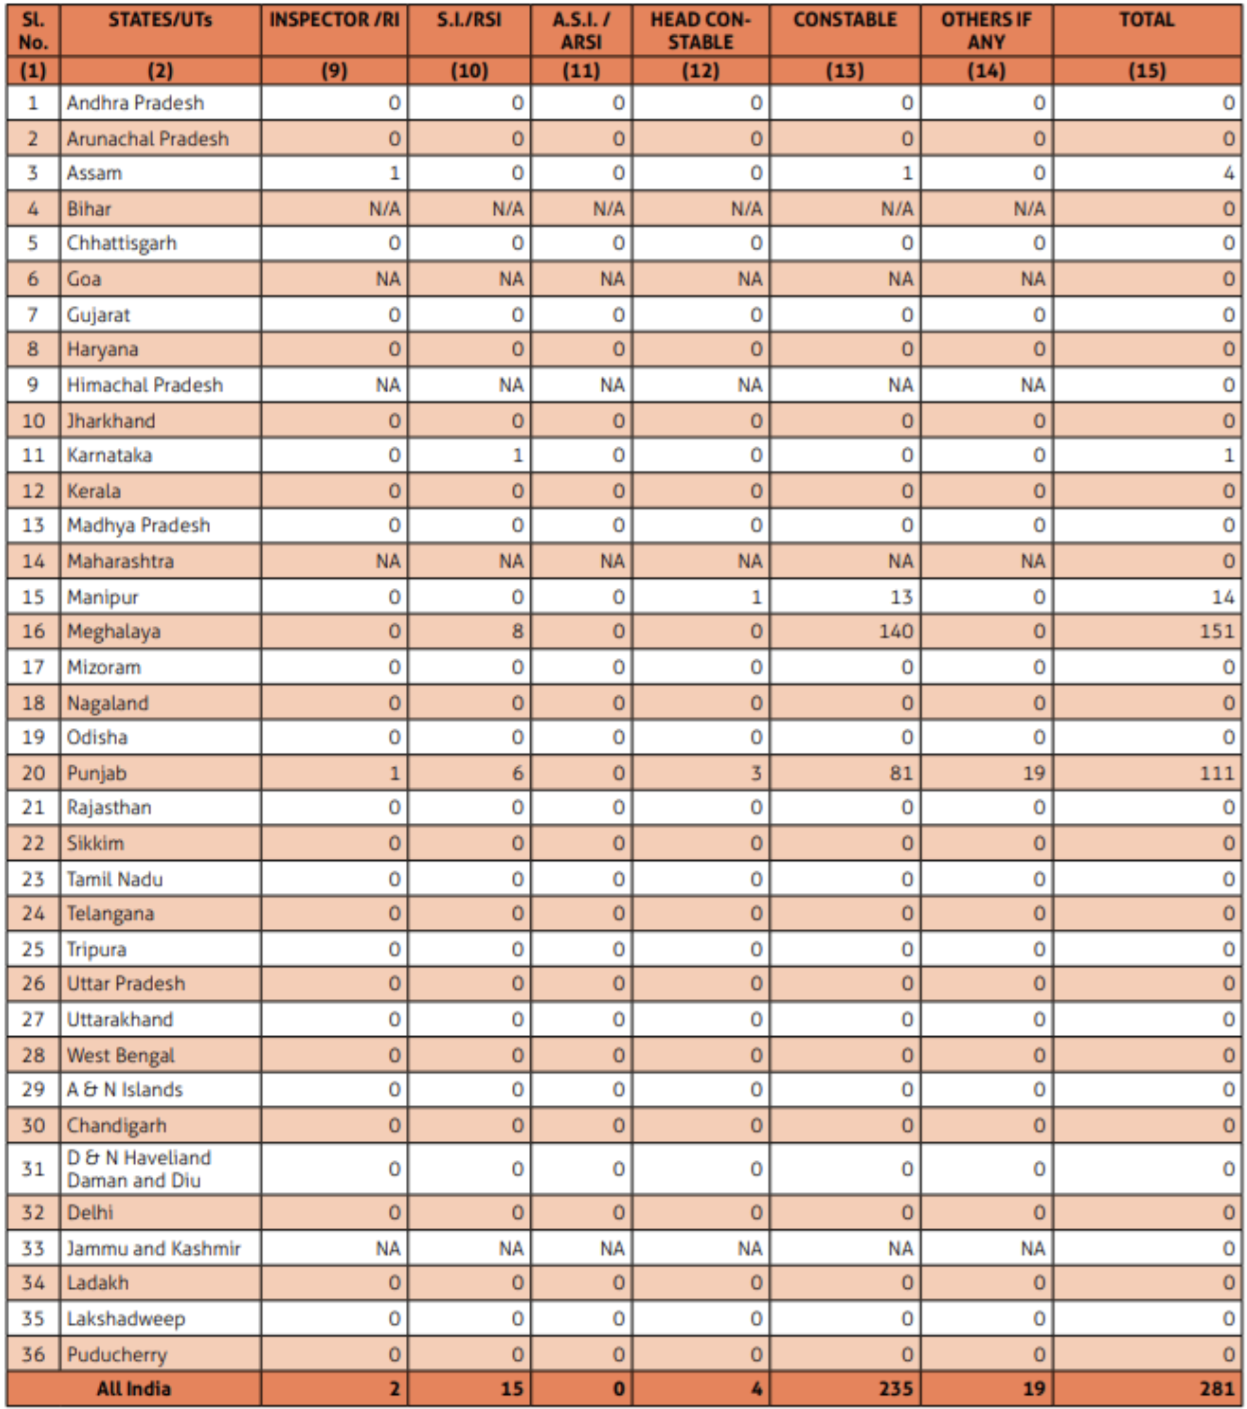 Sl. No. STATES/UTs INSPECTOR /RI S.I./RSI A.S.I. / ARSI HEAD CON- STABLE CONSTABLE OTHERS IF ANY TOTAL
(1) (2) (9) (10) (11) (12) (13) (14) (15)
1 Andhra Pradesh 0 0 0 0 0 0 0
2 Arunachal Pradesh 0 0 0 0 0 0 0
3 Assam 1 0 0 0 1 0 4
4 Bihar N/A N/A N/A N/A N/A N/A 0
5 Chhattisgarh 0 0 0 0 0 0 0
6 Goa NA NA NA NA NA NA 0
7 Gujarat 0 0 0 0 0 0 0
8 Haryana 0 0 0 0 0 0 0
9 Himachal Pradesh NA NA NA NA NA NA 0
10 Jharkhand 0 0 0 0 0 0 0
11 Karnataka 0 1 0 0 0 0 1
12 Kerala 0 0 0 0 0 0 0
13 Madhya Pradesh 0 0 0 0 0 0 0
14 Maharashtra NA NA NA NA NA NA 0
15 Manipur 0 0 0 1 13 0 14
16 Meghalaya 0 8 0 0 140 0 151
17 Mizoram 0 0 0 0 0 0 0
18 Nagaland 0 0 0 0 0 0 0
19 Odisha 0 0 0 0 0 0 0
20 Punjab 1 6 0 3 81 19 111
21 Rajasthan 0 0 0 0 0 0 0
22 Sikkim 0 0 0 0 0 0 0
23 Tamil Nadu 0 0 0 0 0 0 0
24 Telangana 0 0 0 0 0 0 0
25 Tripura 0 0 0 0 0 0 0
26 Uttar Pradesh 0 0 0 0 0 0 0
27 Uttarakhand 0 0 0 0 0 0 0
28 West Bengal 0 0 0 0 0 0 0
29 A & N Islands 0 0 0 0 0 0 0
30 Chandigarh 0 0 0 0 0 0 0
31 D & N Haveliand Daman and Diu 0 0 0 0 0 0 0
32 Delhi 0 0 0 0 0 0 0
33 Jammu and Kashmir NA NA NA NA NA NA 0
34 Ladakh 0 0 0 0 0 0 0
35 Lakshadweep 0 0 0 0 0 0 0
36 Puducherry 0 0 0 0 0 0 0
All India 2 15 0 4 235 19 281